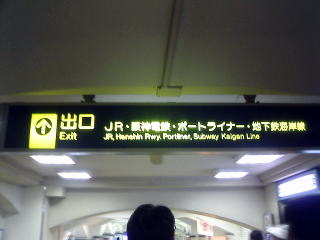 出口
Exit
JR・阪神電鉄・ポートライナー・地下鉄海岸線
JR, Hanshin Rwy. Portliner, Subway Kaigan Line